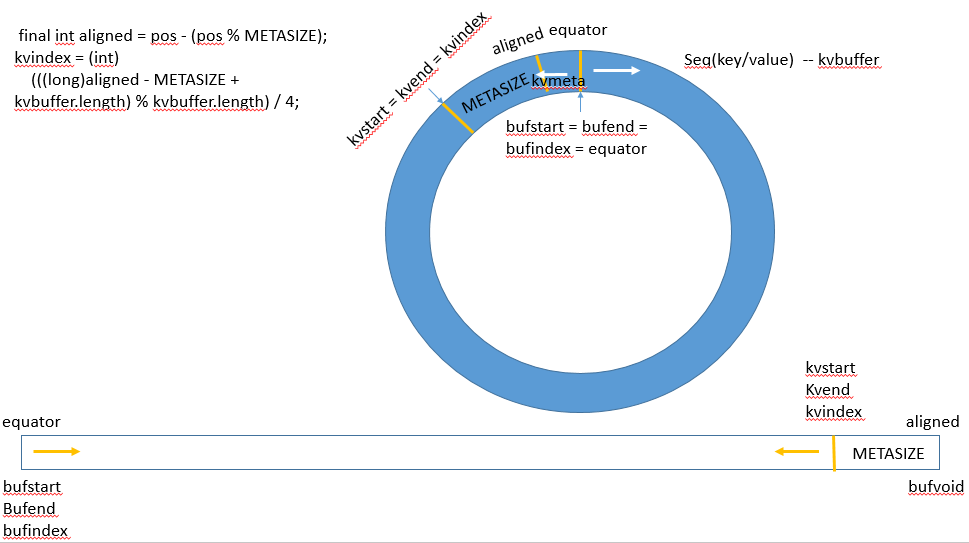 final int aligned = pos - (pos % METASIZE);
kvindex = (int)
(((long)aligned - METASIZE +
kvbuffer.length) % kvbuffer.length) / 4;
kvstart = kvend = kvindex
aligned
equator
METASIZE
kvmeta
Seq(key/value) -- kvbuffer
bufstart = bufend =
bufindex = equator
kvstart
Kvend
kvindex
equator
aligned
METASIZE
bufstart
Bufend
bufindex
bufvoid